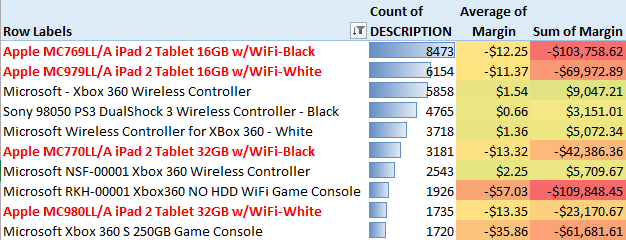 Row Labels Count of DESCRIPTION Average of Margin Sum of Margin
Apple MC769LL/A iPad 2 Tablet 16GB w/WiFi-Black 8473 -$12.25 -$103,758.62
Apple MC979LL/A iPad 2 Tablet 16GB w/WiFi-White 6154 -$11.37 -$69,972.89
Microsoft - Xbox 360 Wireless Controller 5858 $1.54 $9,047.21
Sony 98050 PS3 DualShock 3 Wireless Controller - Black 4765 $0.66 $3,151.01
Microsoft Wireless Controller for XBox 360 - White 3718 $1.36 $5,072.34
Apple MC770LL/A iPad 2 Tablet 32GB w/WiFi-Black 3181 -$13.32 -$42,386.36
Microsoft NSF-00001 Xbox 360 Wireless Controller 2543 $2.25 $5,709.67
Microsoft RKH-00001 Xbox360 NO HDD WiFi Game Console 1926 -$57.03 -$109,848.45
Apple MC980LL/A iPad 2 Tablet 32GB w/WiFi-White 1735 -$13.35 -$23,170.67
Microsoft Xbox 360 S 250GB Game Console 1720 -$35.86 -$61,681.61